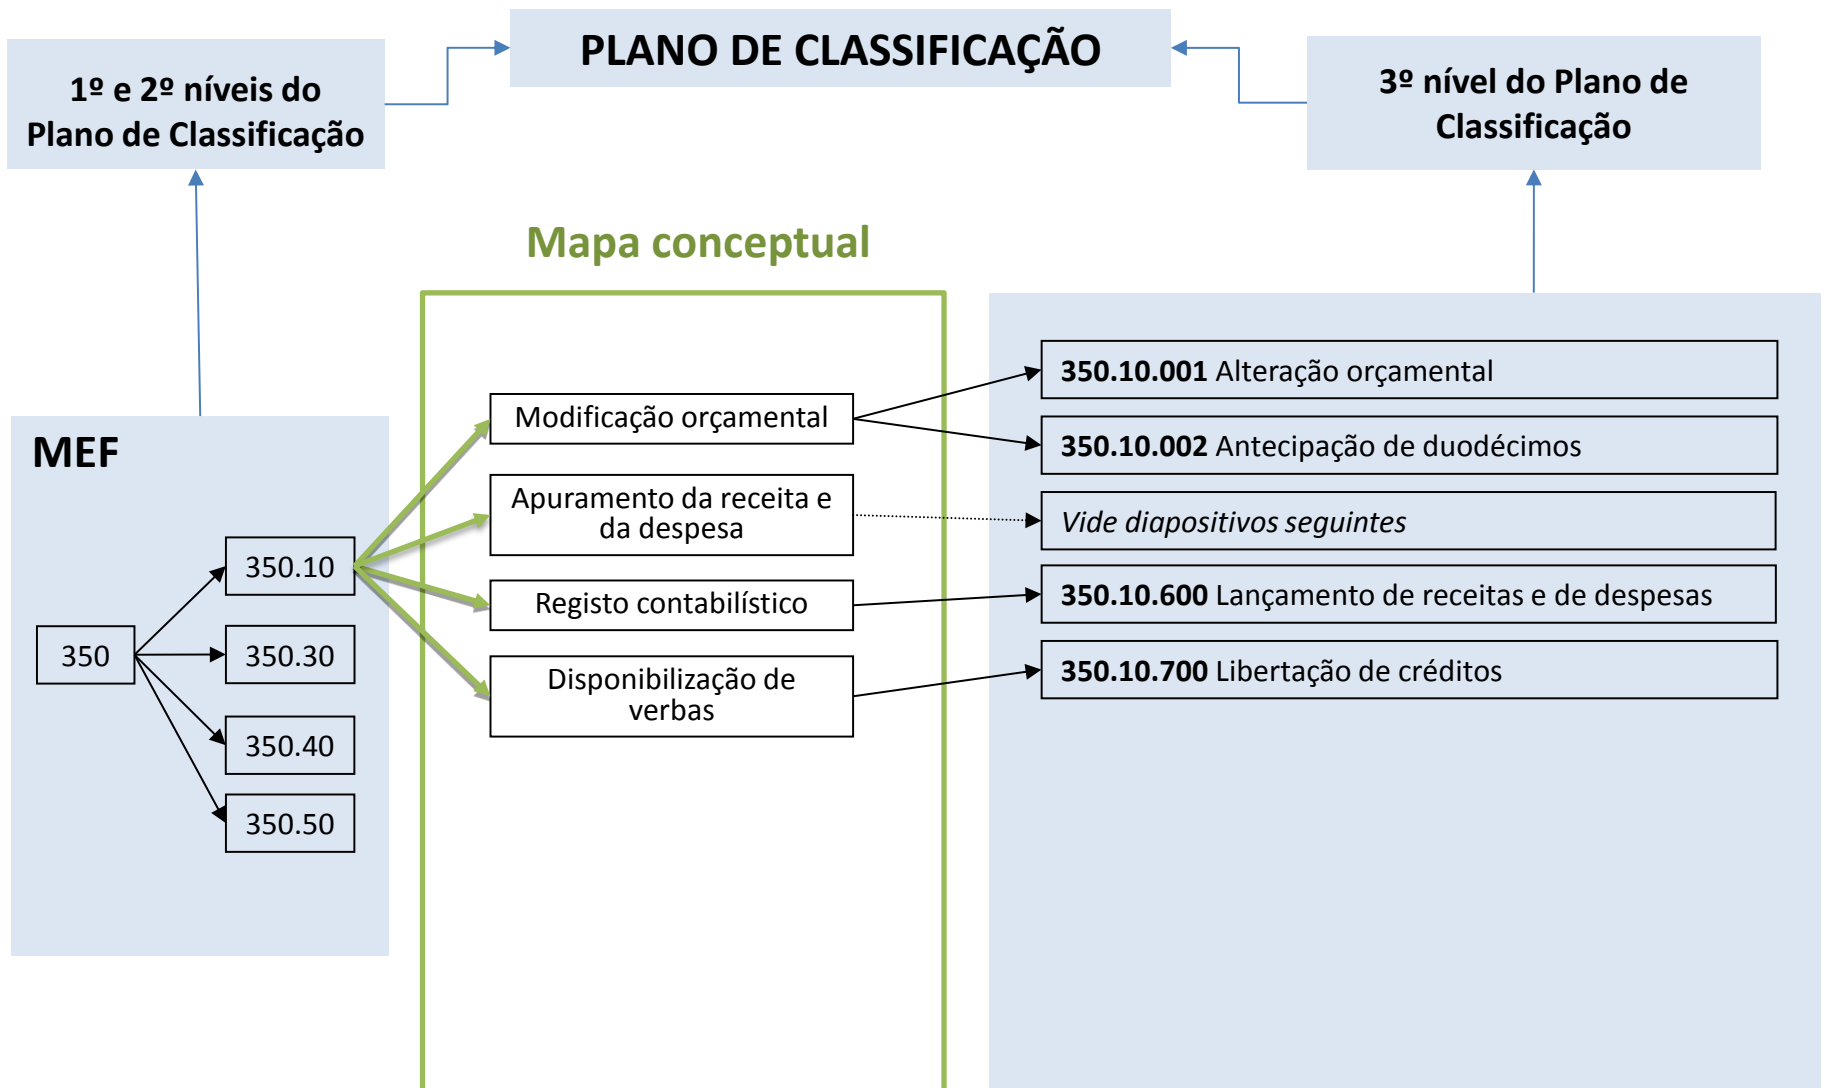 PLANO DE CLASSIFICAÇÃO
1º e 2º níveis do
Plano de Classificação
3º nível do Plano de
Classificação
Mapa conceptual
MEF
350
350.10
350.30
350.40
350.50
Modificação orçamental
Apuramento da receita e
da despesa
Registo contabilístico
Disponibilização de
verbas
350.10.001 Alteração orçamental
350.10.002 Antecipação de duodécimos
Vide diapositivos seguintes
350.10.600 Lançamento de receitas e de despesas
350.10.700 Libertação de créditos